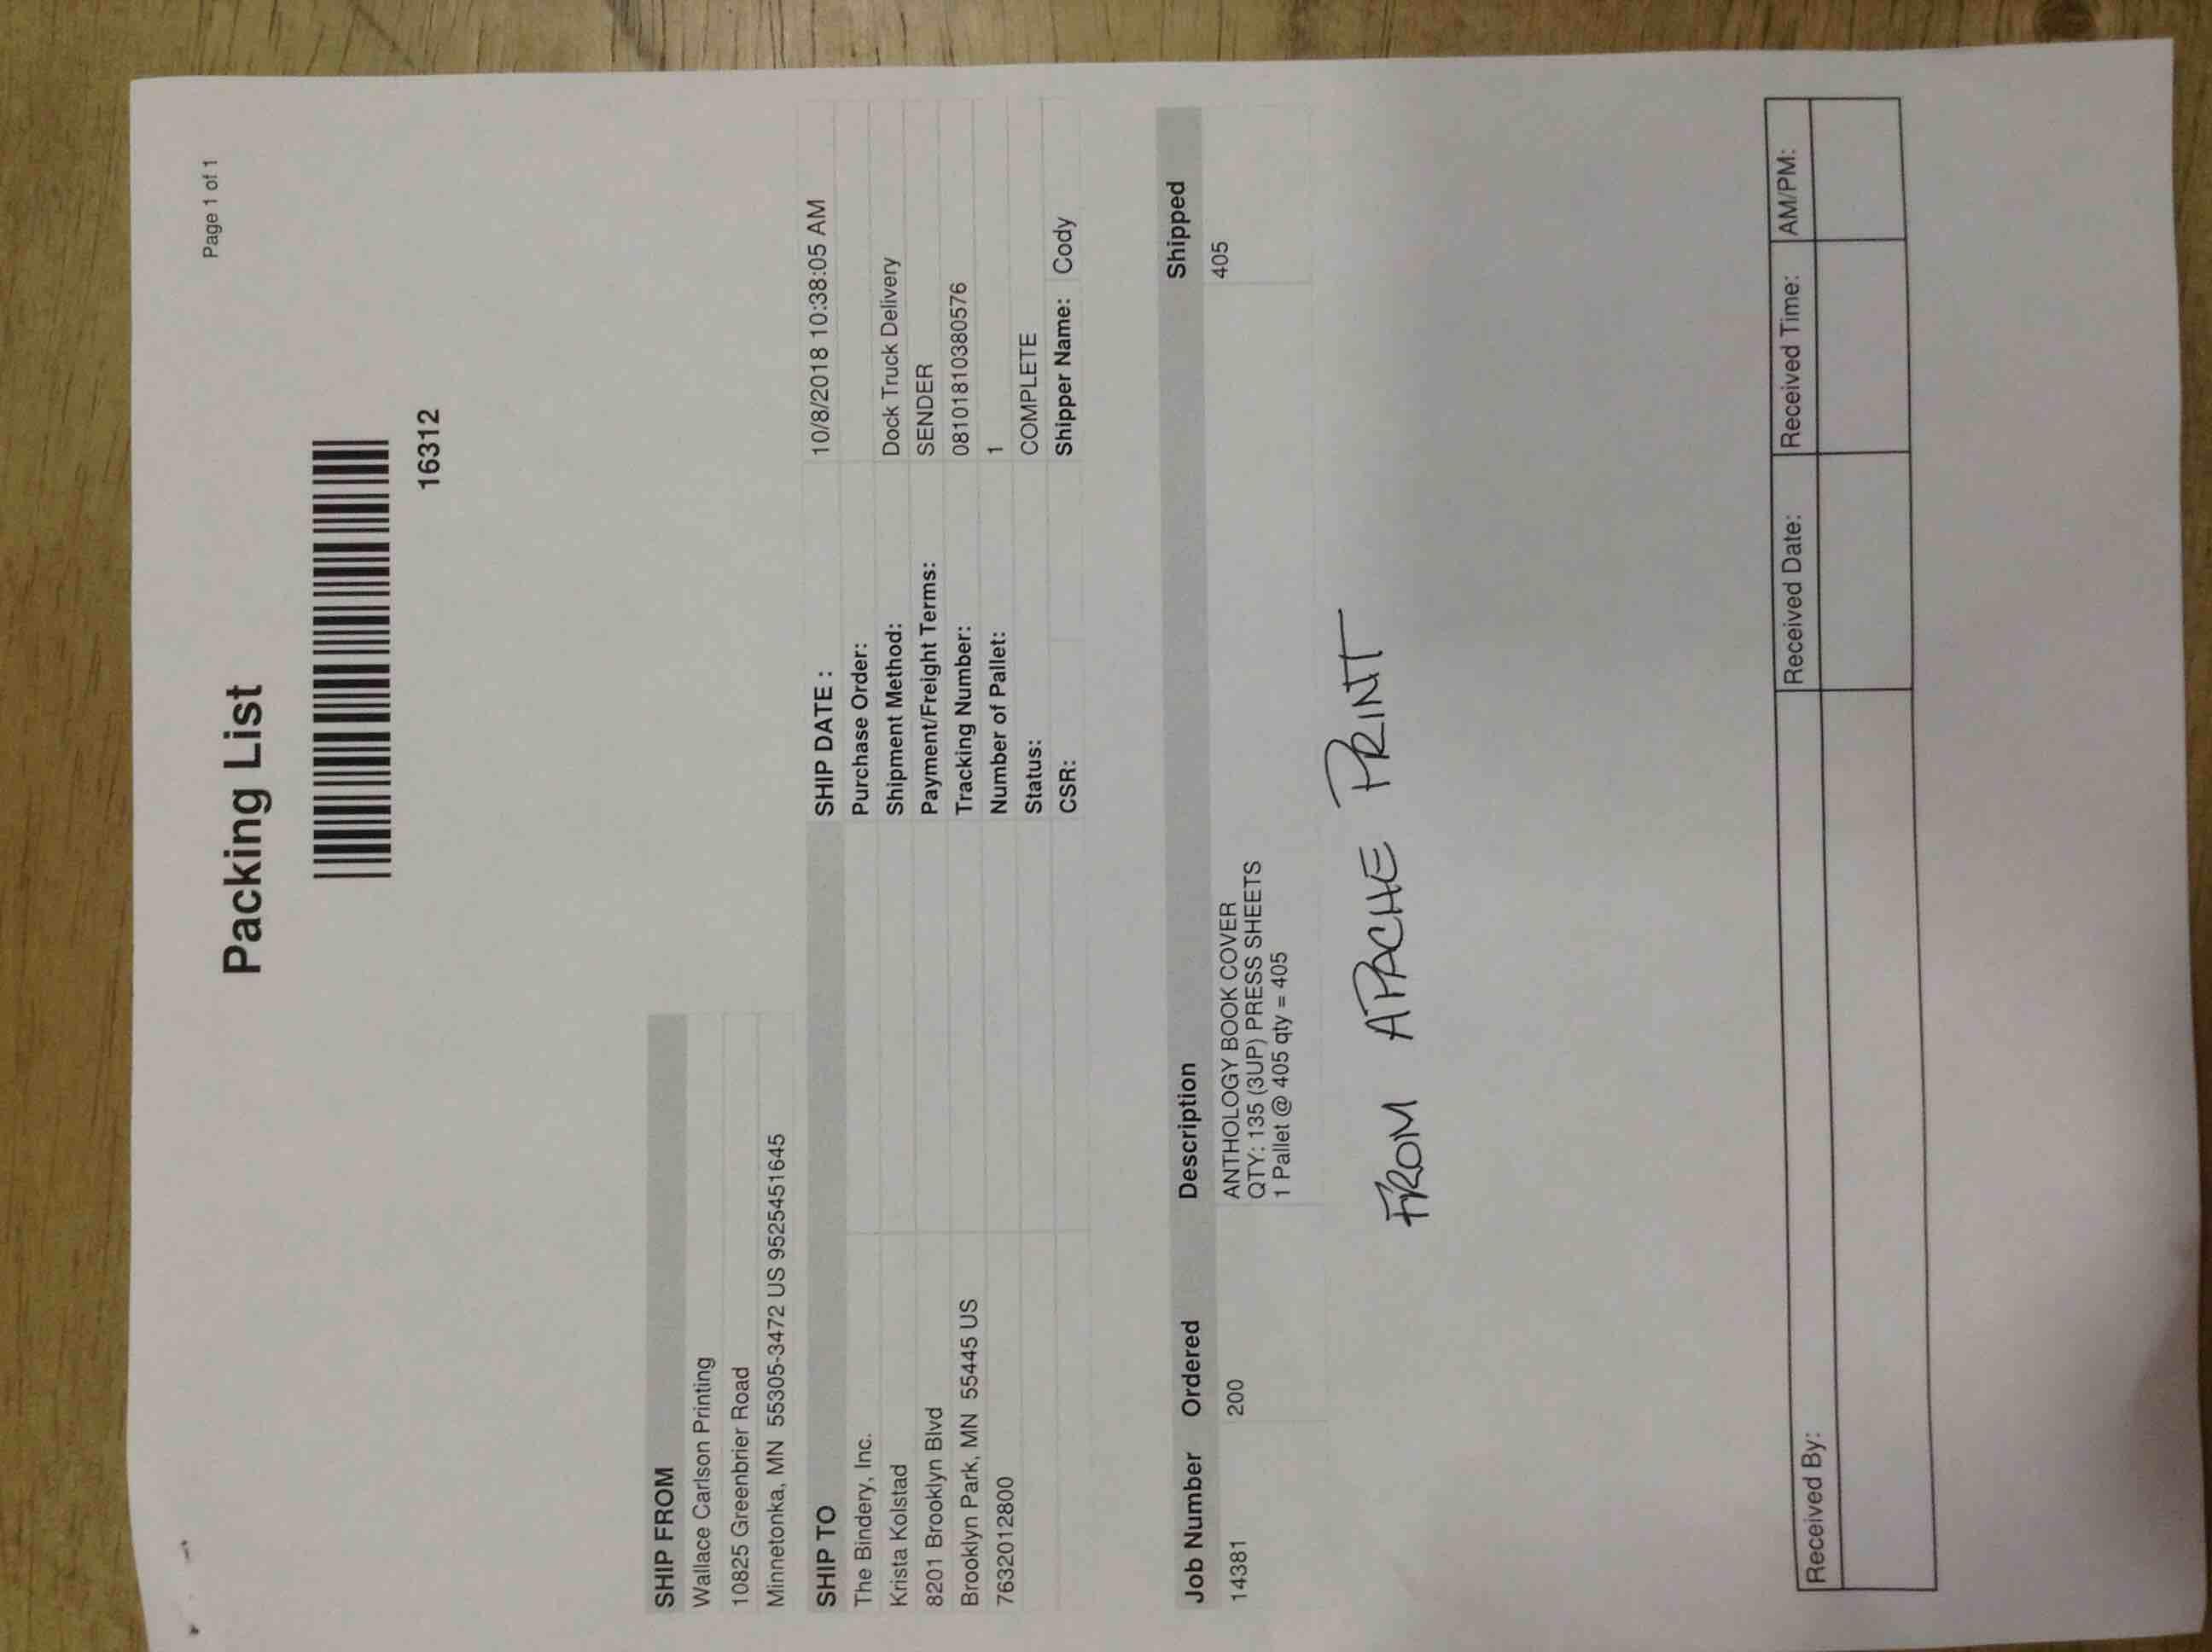 Page 1 of 1
Packing List
16312
SHIP FROM
Wallace Carlson Printing
10825 Greenbrier Road
Minnetonka, MN 55305-3472 US 9525451645
SHIP TO
The Bindery, Inc.
Krista Kolstad
8201 Brooklyn Blvd
Brooklyn Park, MN 55445 US
7632012800
SHIP DATE : 10/8/2018 10:38:05 AM
Purchase Order:
Shipment Method: Dock Truck Delivery
Payment/Freight Terms: SENDER
Tracking Number: 0810181038​0576
Number of Pallet: 1
Status: COMPLETE
CSR: Shipper Name: Cody
Job Number Ordered Description Shipped
14381 200 ANTHOLOGY BOOK COVER 405
QTY: 135 (3UP) PRESS SHEETS
1 Pallet @ 405 qty = 405
FROM APACHE PRINT
Received By: Received Date: Received Time: AM/PM: